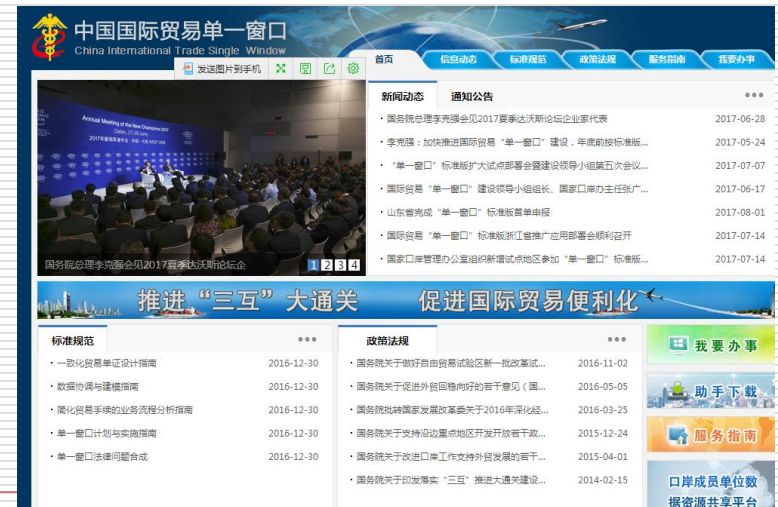 中国国际贸易单一窗口
China International Trade Single Window
发送图片到手机
首页 信息动态 标准规范 政策法规 服务指南 我要办事
Annual Meeting of the New Champions 2017
Dalian, 27-29 June
新闻动态 通知公告
· 国务院总理李克强会见2017夏季达沃斯论坛企业家代表 2017-06-28
· 李克强：加快推进国际贸易“单一窗口”建设，年底前按标准版... 2017-05-24
· “单一窗口”标准版扩大试点部署会暨建设领导小组第五次会议... 2017-07-07
· 国际贸易“单一窗口”建设领导小组组长、国家口岸办主任张广... 2017-06-17
· 山东省完成“单一窗口”标准版首单申报 2017-08-01
· 国际贸易“单一窗口”标准版浙江省推广应用部署会顺利召开 2017-07-14
· 国家口岸管理办公室组织新增试点地区参加“单一窗口”标准版... 2017-07-14
国务院总理李克强会见2017夏季达沃斯论坛企 1 2 3 4
推进“三互”大通关 促进国际贸易便利化
标准规范
· 一致化贸易单证设计指南 2016-12-30
· 数据协调与建模指南 2016-12-30
· 简化贸易手续的业务流程分析指南 2016-12-30
· 单一窗口计划与实施指南 2016-12-30
· 单一窗口法律问题合成 2016-12-30
政策法规
· 国务院关于做好自由贸易试验区新一批改革试... 2016-11-02
· 国务院关于促进外贸回稳向好的若干意见（国... 2016-05-05
· 国务院批转国家发展改革委关于2016年深化经... 2016-03-25
· 国务院关于支持沿边重点地区开发开放若干政... 2015-12-24
· 国务院关于改进口岸工作支持外贸发展的若干... 2015-04-01
· 国务院关于印发落实“三互”推进大通关建设... 2014-02-15
我要办事
助手下载
服务指南
口岸成员单位数
据资源共享平台